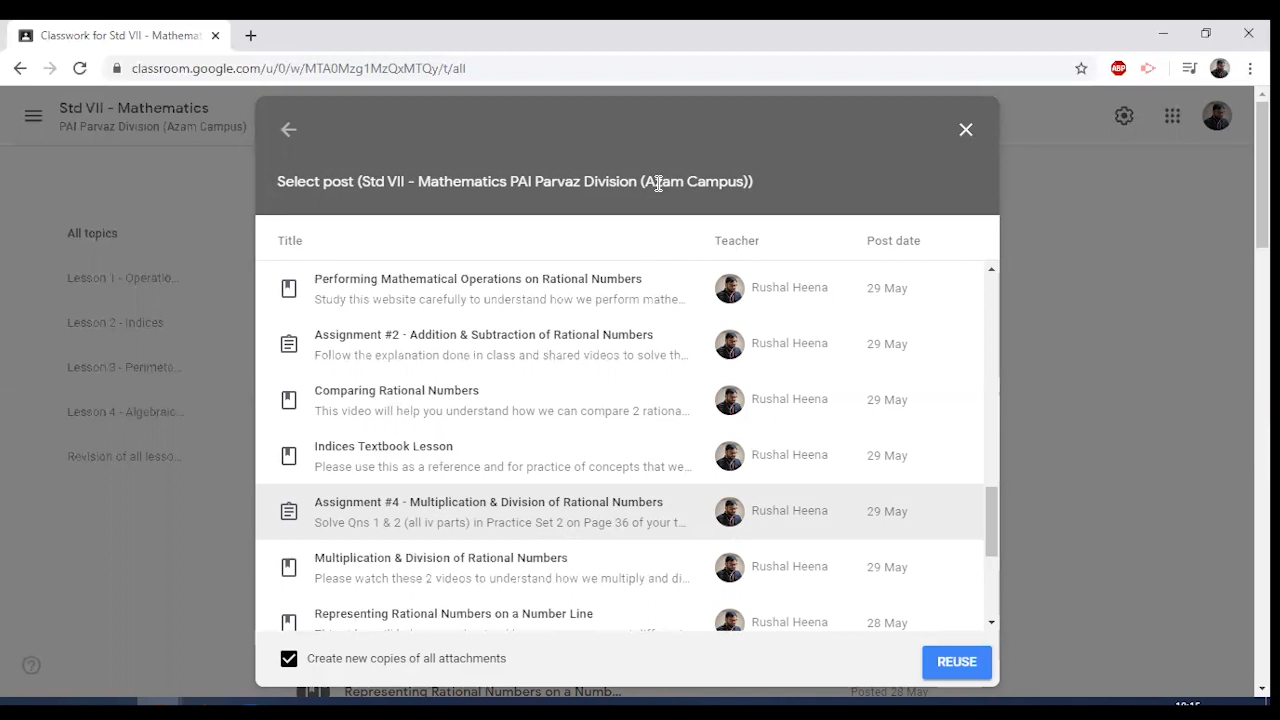 Classwork for Std VII - Mathemat
classroom.google.com/u/0/w/MTA0Mzg1MzQxMTQy/t/all
ABP
Std VII - Mathematics
PAI Parvaz Division (Azam Campus)
Select post (Std VII - Mathematics PAI Parvaz Division (Azam Campus))
All topics
Lesson 1 - Operatio...
Lesson 2 - Indices
Lesson 3 - Perimete...
Lesson 4 - Algebraic...
Revision of all lesso...
Title Teacher Post date
Performing Mathematical Operations on Rational Numbers
Study this website carefully to understand how we perform mathe...
Rushal Heena 29 May
Assignment #2 - Addition & Subtraction of Rational Numbers
Follow the explanation done in class and shared videos to solve th...
Rushal Heena 29 May
Comparing Rational Numbers
This video will help you understand how we can compare 2 rationa...
Rushal Heena 29 May
Indices Textbook Lesson
Please use this as a reference and for practice of concepts that we...
Rushal Heena 29 May
Assignment #4 - Multiplication & Division of Rational Numbers
Solve Qns 1 & 2 (all iv parts) in Practice Set 2 on Page 36 of your t...
Rushal Heena 29 May
Multiplication & Division of Rational Numbers
Please watch these 2 videos to understand how we multiply and di...
Rushal Heena 29 May
Representing Rational Numbers on a Number Line
Rushal Heena 28 May
Create new copies of all attachments
REUSE
Representing Rational Numbers on a Numb...
Posted 28 May